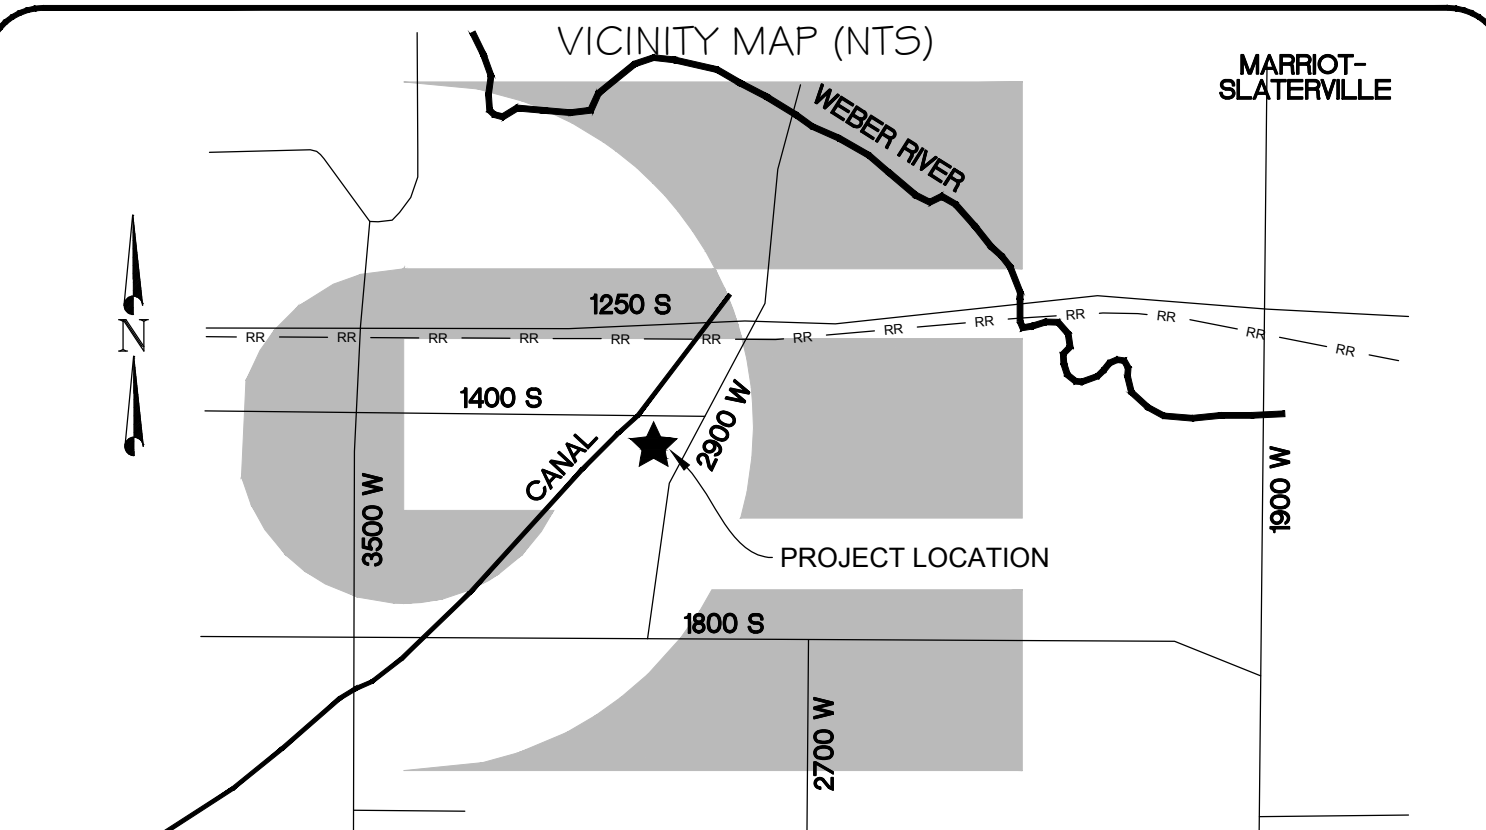 VICINITY MAP (NTS)
MARRIOT-
SLATERVILLE
WEBER RIVER
1250 S
RR RR RR RR RR RR RR RR RR RR RR RR RR
N
1400 S
2900 W
CANAL
3500 W
1900 W
PROJECT LOCATION
1800 S
2700 W